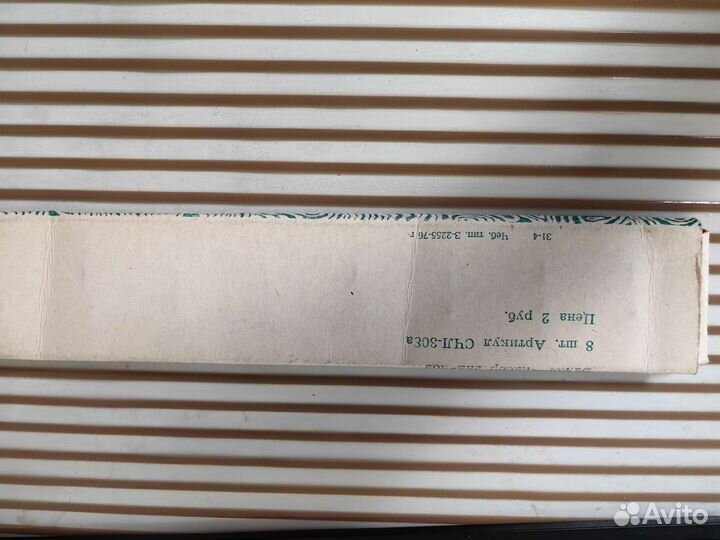 8 шт. Артикул СЧЛ-303а
Цена 2 руб.
31-4 Чеб. тип. З-2255-76 г
Avito